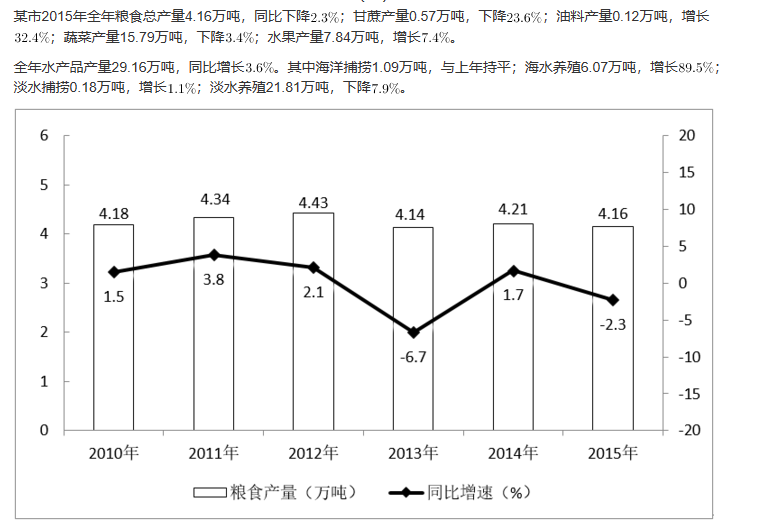 某市2015年全年粮食总产量4.16万吨，同比下降2.3%；甘蔗产量0.57万吨，下降23.6%；油料产量0.12万吨，增长
32.4%；蔬菜产量15.79万吨，下降3.4%；水果产量7.84万吨，增长7.4%。
全年水产品产量29.16万吨，同比增长3.6%。其中海洋捕捞1.09万吨，与上年持平；海水养殖6.07万吨，增长89.5%；
淡水捕捞0.18万吨，增长1.1%；淡水养殖21.81万吨，下降7.9%。
6 20
15
5
4.18 4.34 4.43 4.14 4.21 4.16
10
4
5
3 0
1.5 3.8 2.1 -6.7 1.7 -2.3
-5
2
-10
1
-15
0 -20
2010年 2011年 2012年 2013年 2014年 2015年
粮食产量（万吨） 同比增速（%）